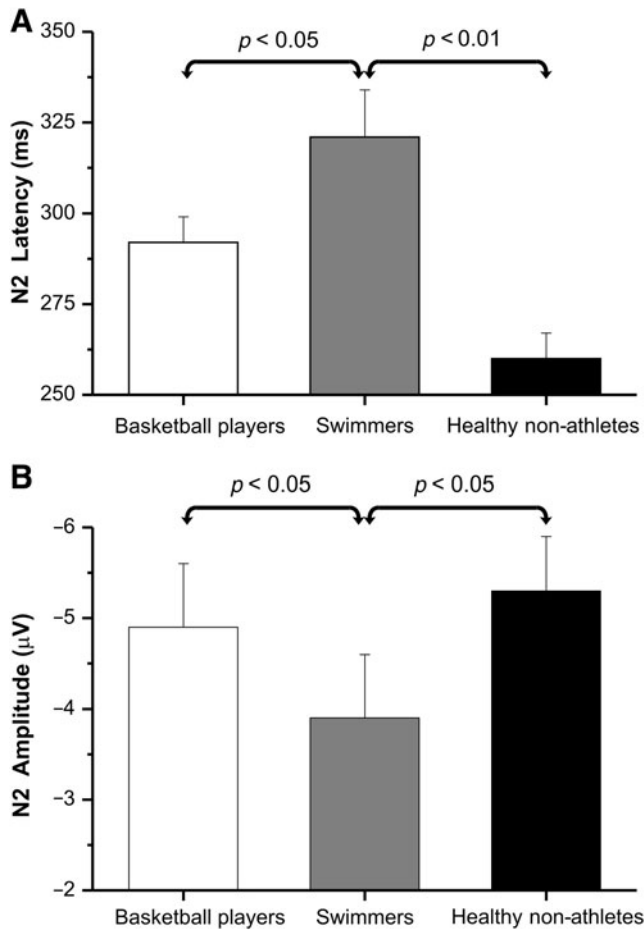 A
350
p < 0.05
p < 0.01
325
300
275
250
N2 Latency (ms)
Basketball players
Swimmers
Healthy non-athletes
B
p < 0.05
p < 0.05
–6
–5
–4
–3
–2
N2 Amplitude (μV)
Basketball players
Swimmers
Healthy non-athletes